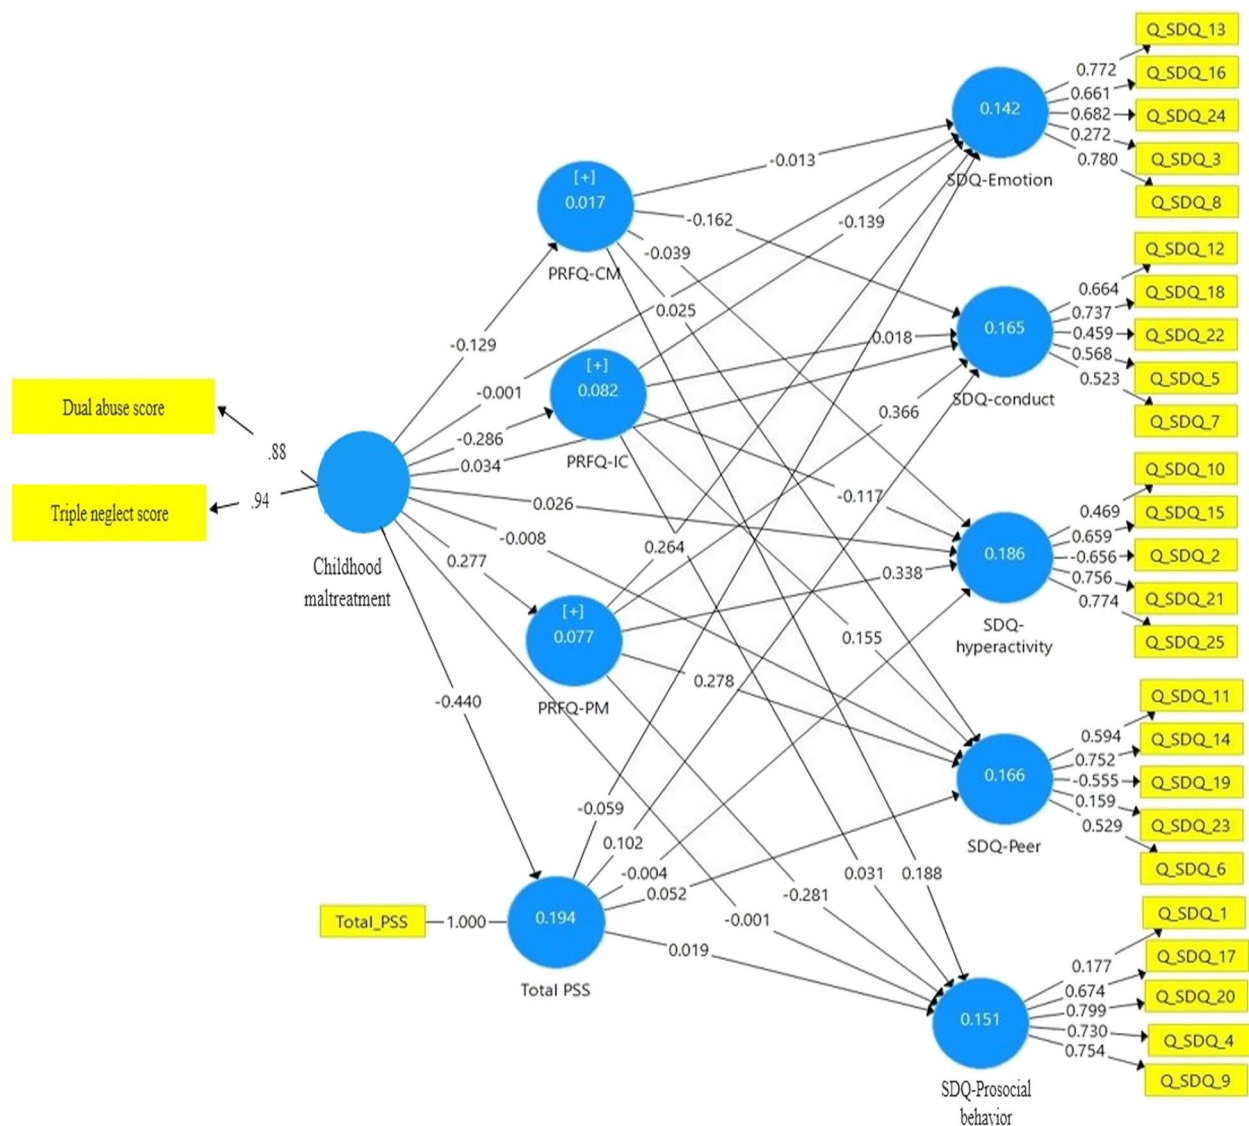 Q_SDQ_13
0.772
Q_SDQ_16
0.661
0.142
0.682
Q_SDQ_24
0.272
Q_SDQ_3
0.780
-0.013
SDQ-Emotion
Q_SDQ_8
[+]
0.017
-0.162
-0.139
-0.039
PRFQ-CM
Q_SDQ_12
0.664
Q_SDQ_18
0.737
0.025
0.165
0.459
Q_SDQ_22
0.018
0.568
Q_SDQ_5
0.523
-0.129
[+]
0.082
-0.001
SDQ-conduct
Q_SDQ_7
0.366
Dual abuse score
.88
-0.286
PRFQ-IC
0.034
Q_SDQ_10
0.469
Q_SDQ_15
-0.117
0.659
Triple neglect score
.94
0.026
0.186
-0.656
Q_SDQ_2
-0.008
0.264
0.756
Q_SDQ_21
0.277
0.338
0.774
Childhood
maltreatment
[+]
0.077
SDQ-
hyperactivity
Q_SDQ_25
0.155
0.278
-0.440
PRFQ-PM
Q_SDQ_11
0.594
Q_SDQ_14
0.752
0.166
-0.555
Q_SDQ_19
0.159
Q_SDQ_23
0.529
-0.059
0.102
SDQ-Peer
Q_SDQ_6
-0.004
0.031
0.188
0.052
-0.281
Total_PSS
1.000
0.194
-0.001
Q_SDQ_1
0.019
0.177
Q_SDQ_17
0.674
Total PSS
0.799
Q_SDQ_20
0.151
0.730
Q_SDQ_4
0.754
Q_SDQ_9
SDQ-Prosocial
behavior